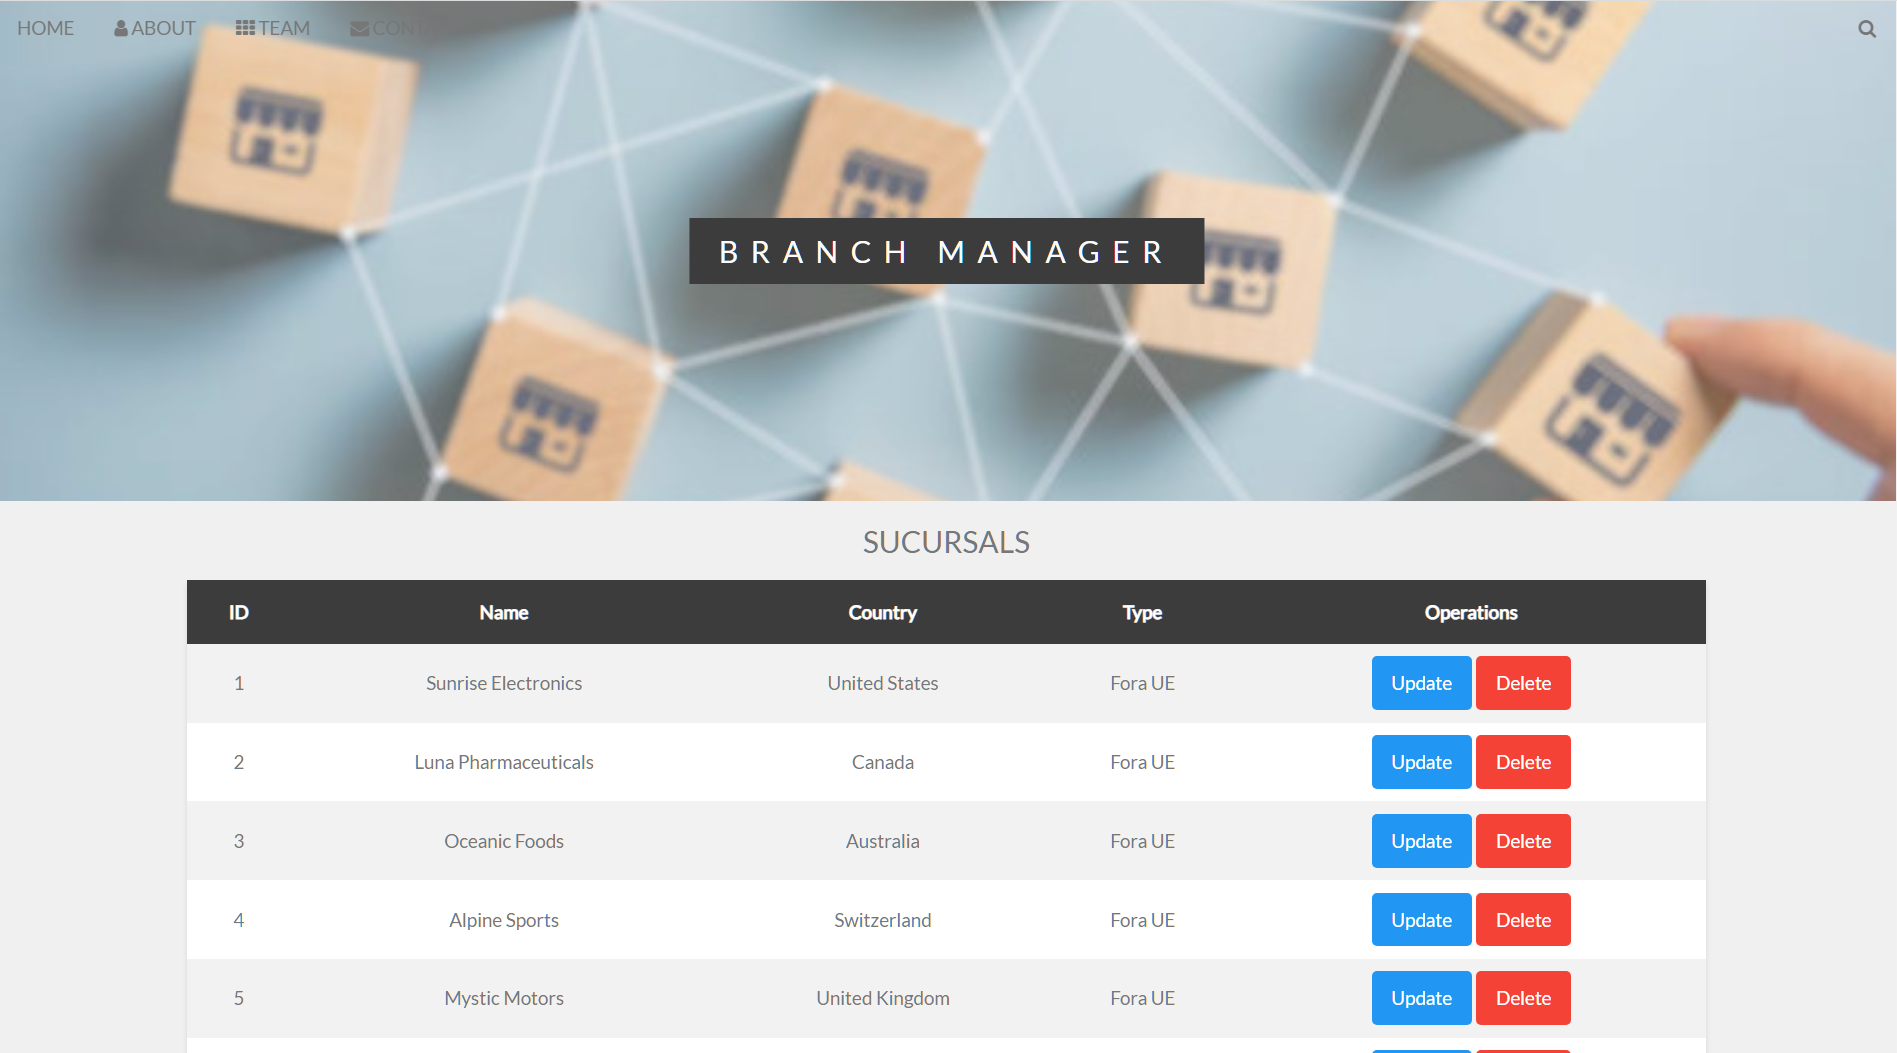 HOME ABOUT TEAM CONTA
BRANCH MANAGER
SUCURSALS
ID Name Country Type Operations
1 Sunrise Electronics United States Fora UE Update Delete
2 Luna Pharmaceuticals Canada Fora UE Update Delete
3 Oceanic Foods Australia Fora UE Update Delete
4 Alpine Sports Switzerland Fora UE Update Delete
5 Mystic Motors United Kingdom Fora UE Update Delete